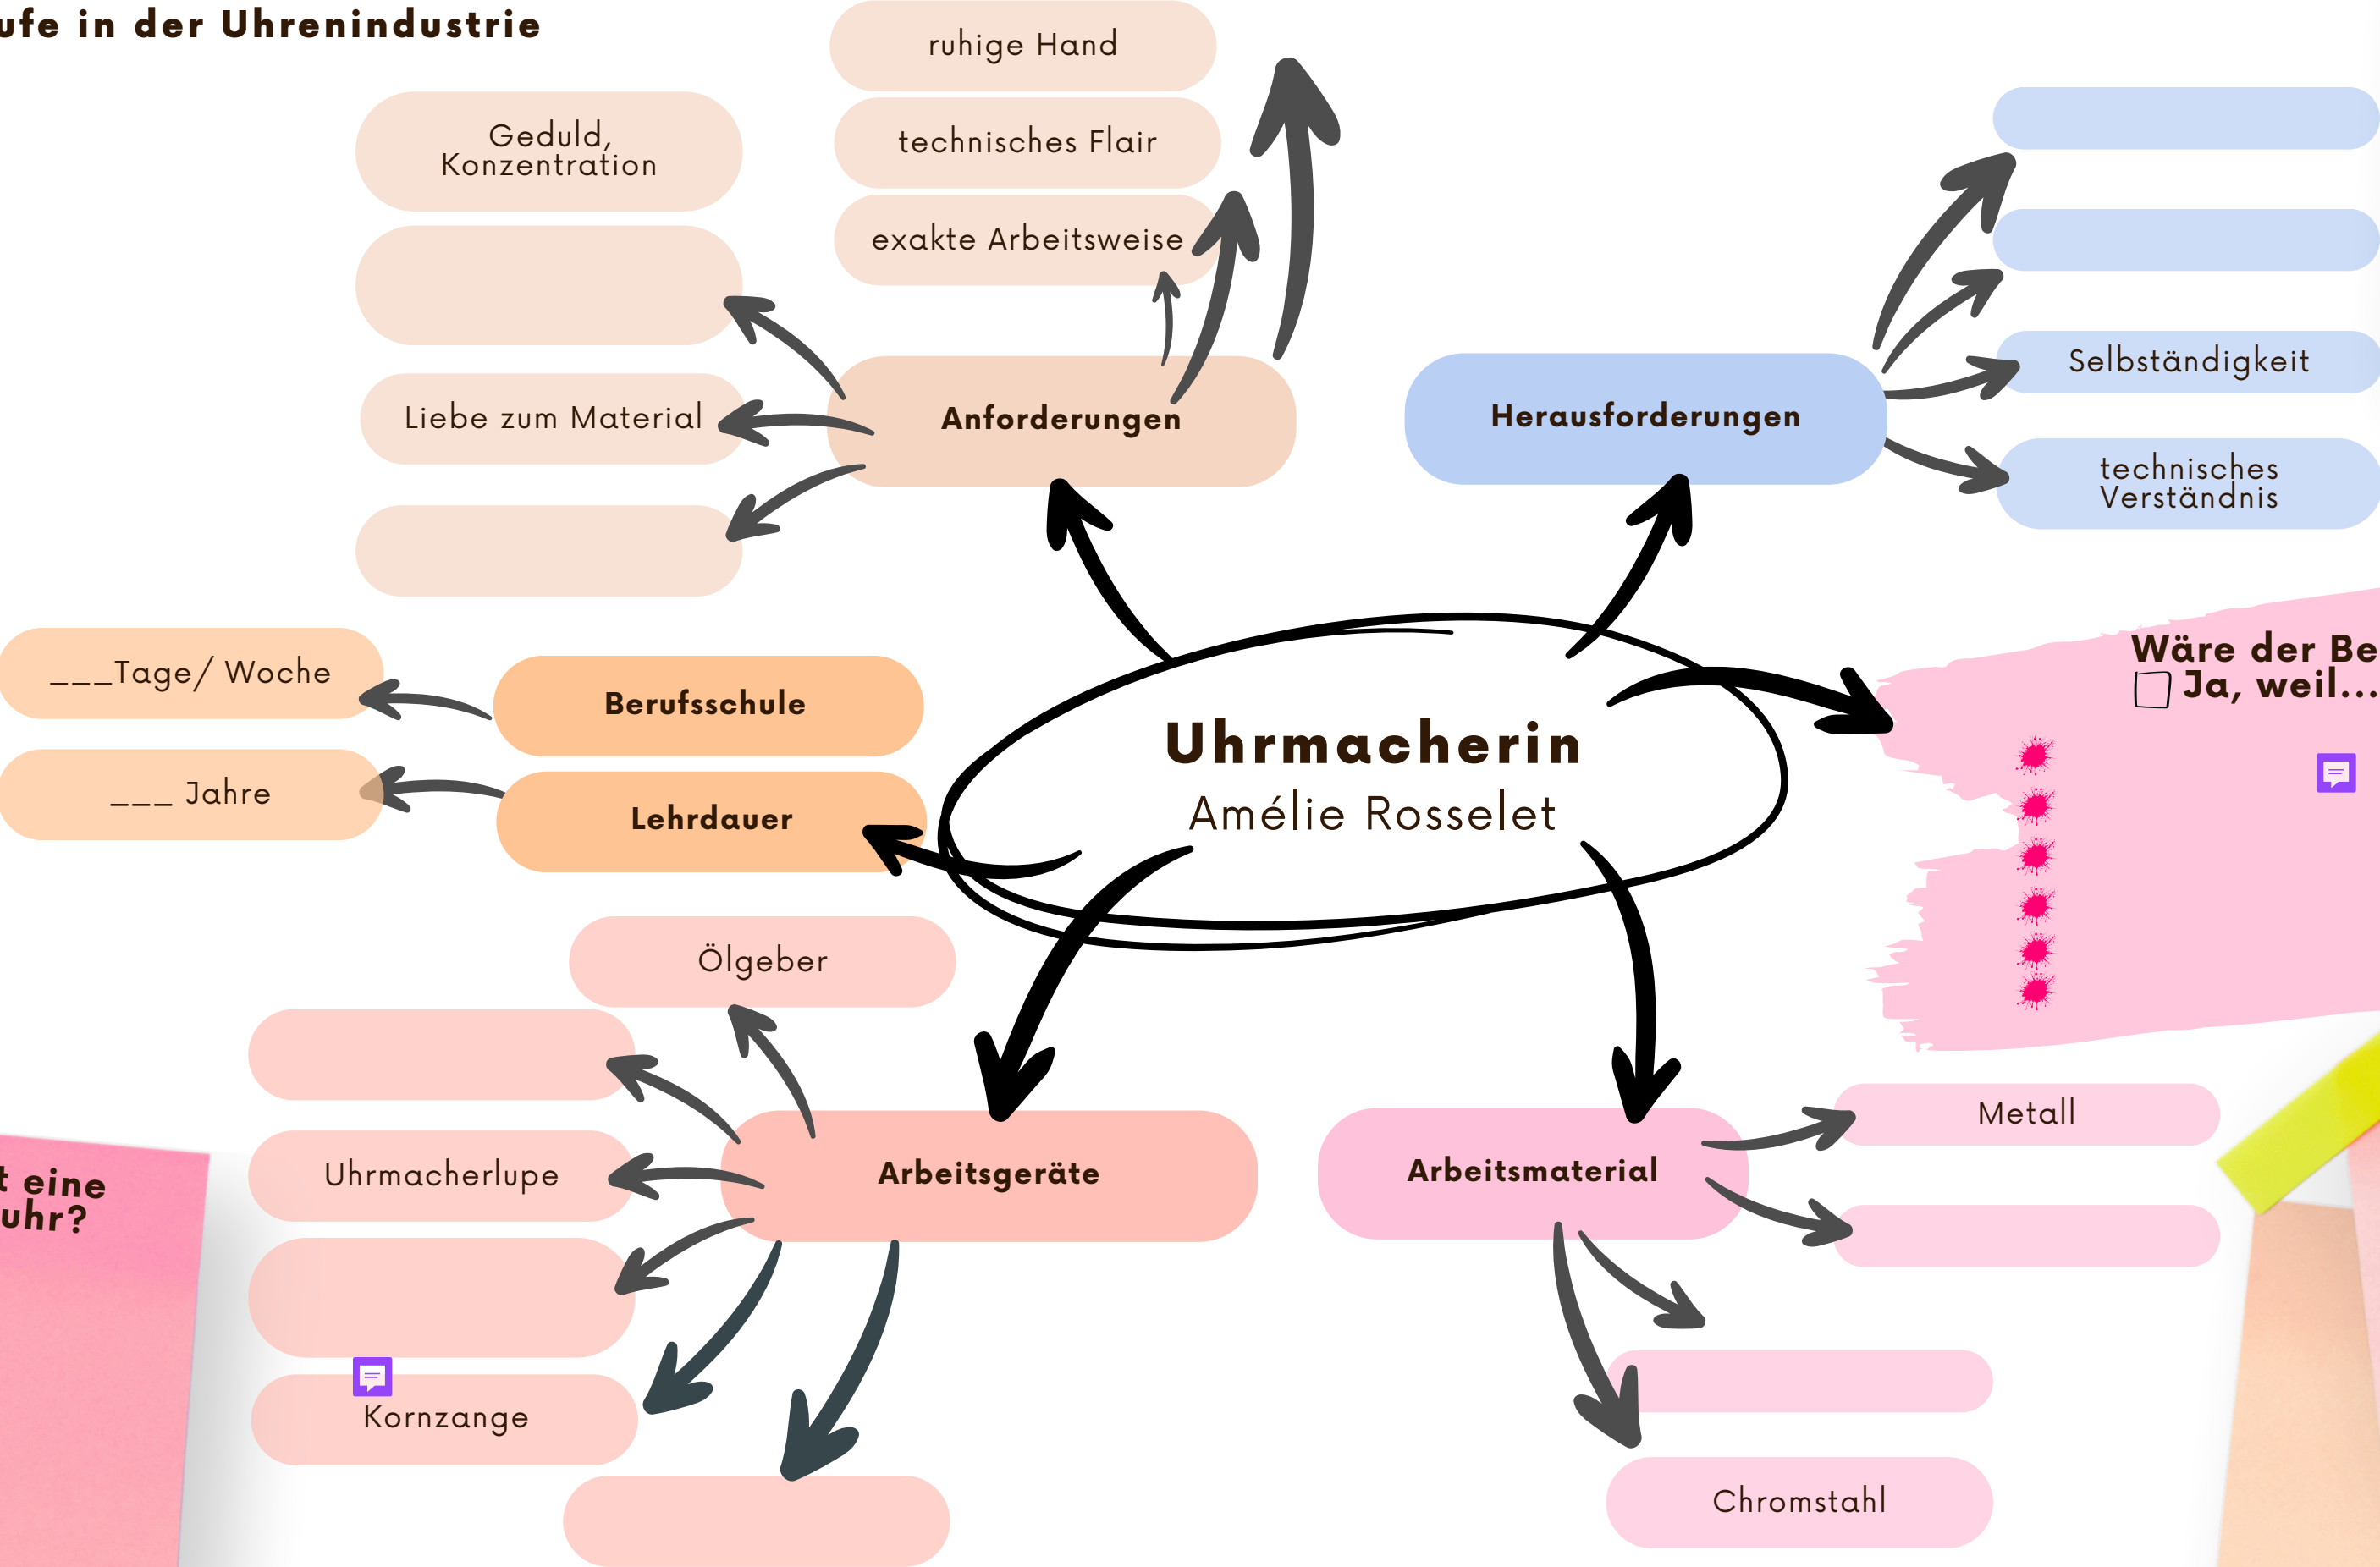 ufe in der Uhrenindustrie
ruhige Hand
technisches Flair
exakte Arbeitsweise
Geduld,
Konzentration
Liebe zum Material
Anforderungen
Herausforderungen
Selbständigkeit
technisches
Verständnis
___Tage/ Woche
Berufsschule
___ Jahre
Lehrdauer
Uhrmacherin
Amélie Rosselet
Wäre der Be
Ja, weil...
Ölgeber
Uhrmacherlupe
Arbeitsgeräte
Kornzange
Arbeitsmaterial
Metall
Chromstahl
t eine
uhr?